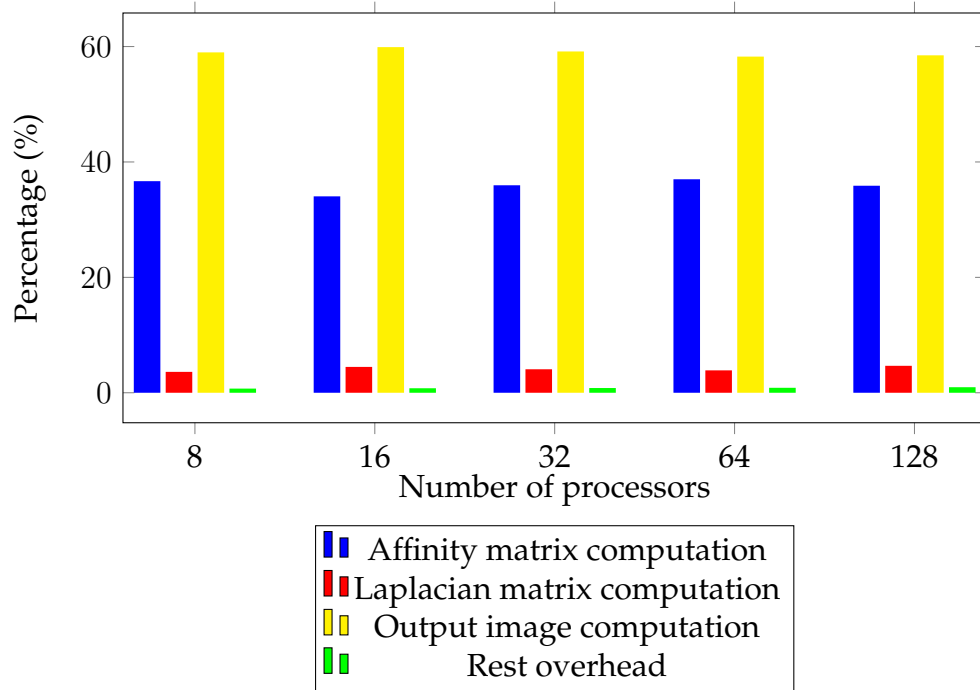 60
40
20
0
Percentage (%)
8 16 32 64 128
Number of processors
Affinity matrix computation
Laplacian matrix computation
Output image computation
Rest overhead